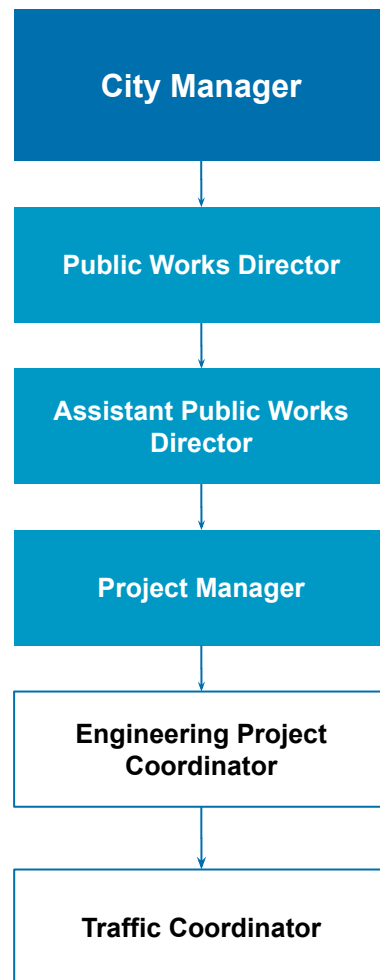 City Manager
Public Works Director
Assistant Public Works
Director
Project Manager
Engineering Project
Coordinator
Traffic Coordinator